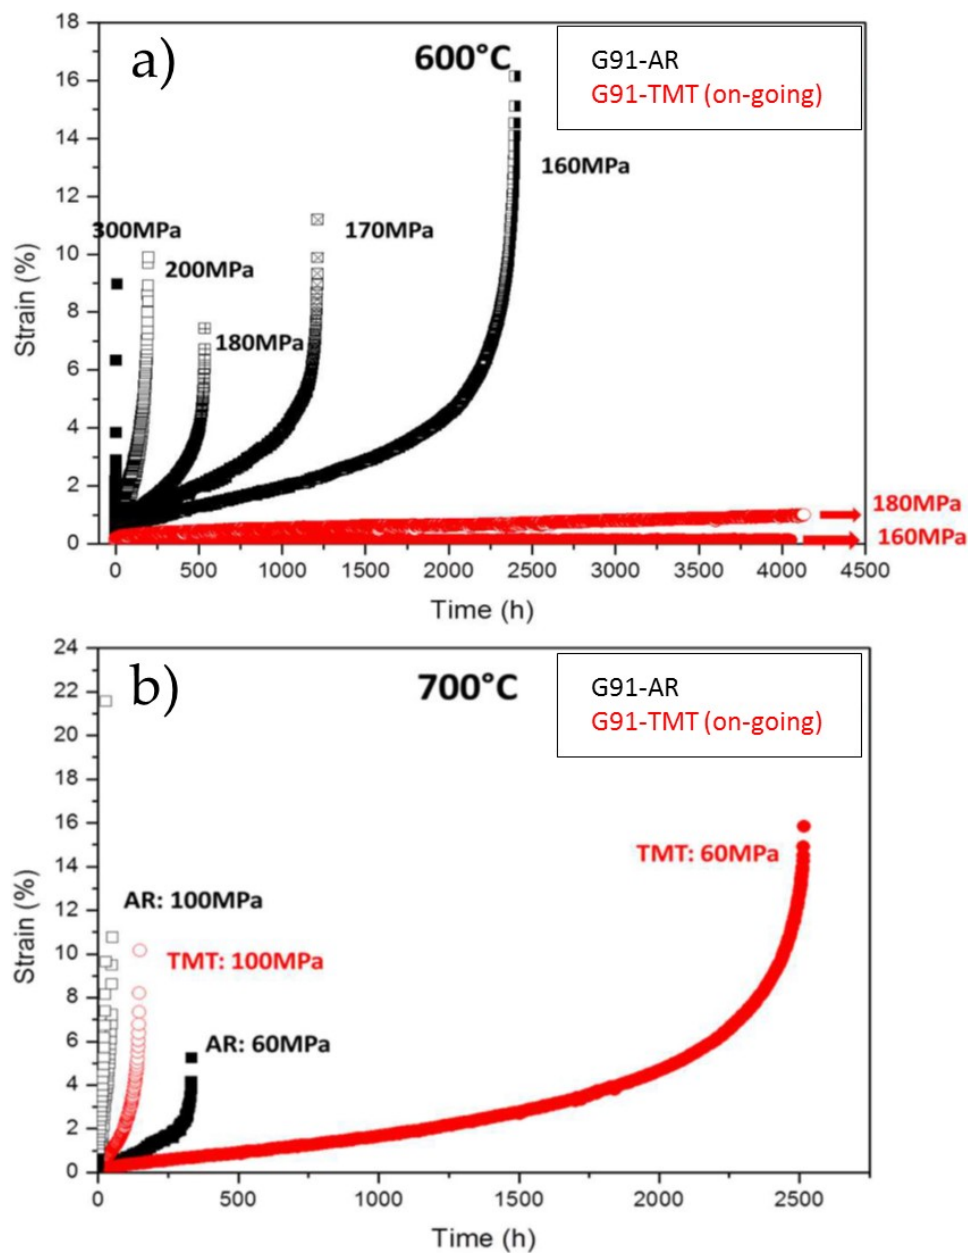 a)
600°C
G91-AR
G91-TMT (on-going)
18
16
14
12
10
8
6
4
2
0
Strain (%)
300MPa
200MPa
180MPa
170MPa
160MPa
180MPa
160MPa
0 500 1000 1500 2000 2500 3000 3500 4000 4500
Time (h)
b)
700°C
G91-AR
G91-TMT (on-going)
24
22
20
18
16
14
12
10
8
6
4
2
0
Strain (%)
TMT: 60MPa
AR: 100MPa
TMT: 100MPa
AR: 60MPa
0 500 1000 1500 2000 2500
Time (h)